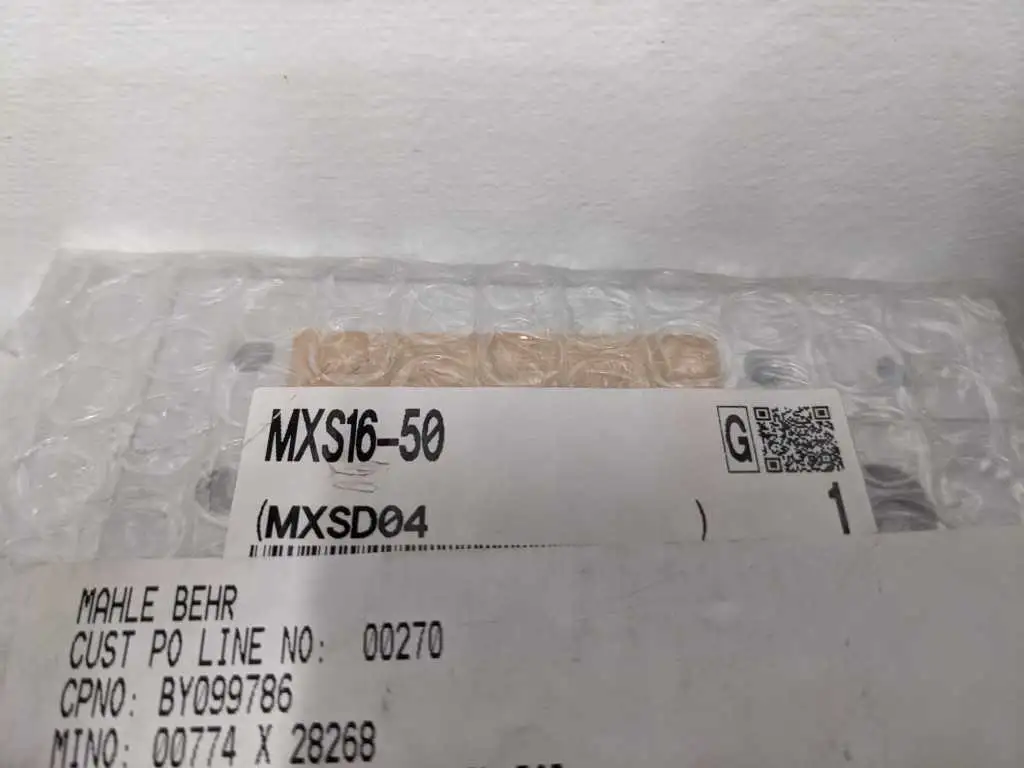 MXS16-50
G
(MXSD04 )
1
MAHLE BEHR
CUST PO LINE NO: 00270
CPNO: BY099786
MINO: 00774 X 28268